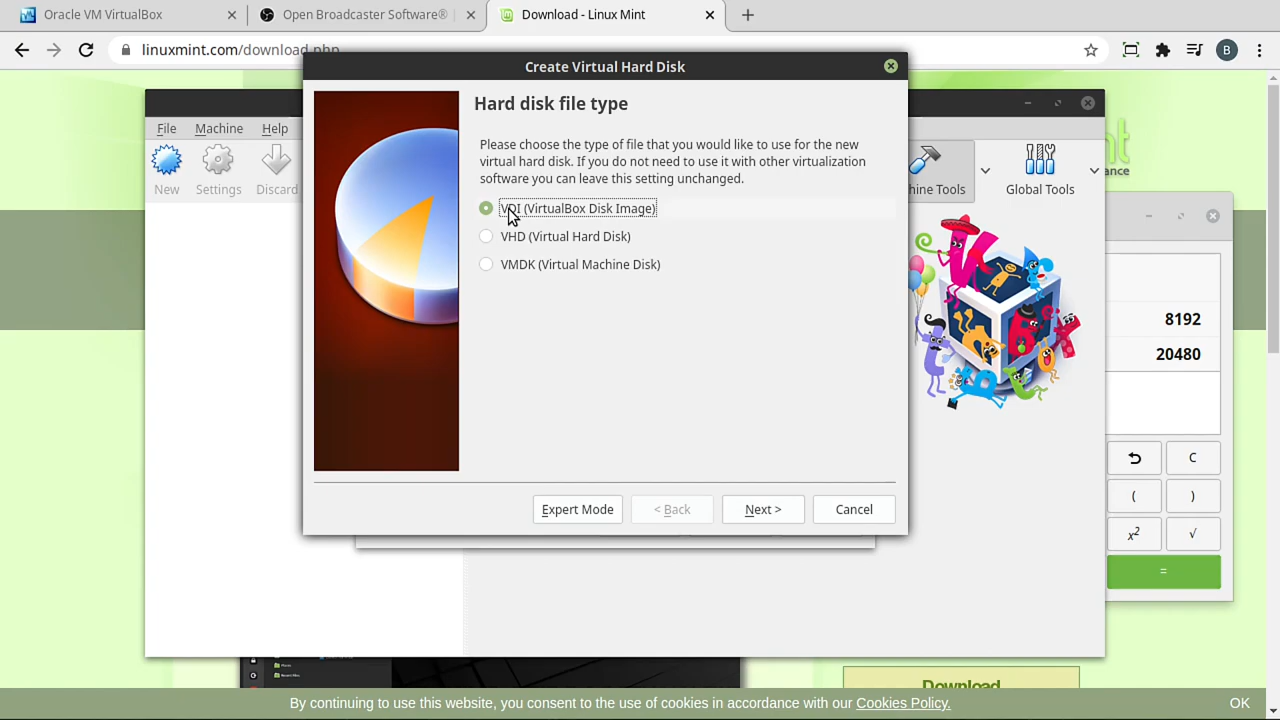 Oracle VM VirtualBox
Open Broadcaster Software®
Download - Linux Mint
linuxmint.com/download.php
B
Create Virtual Hard Disk
Hard disk file type
Please choose the type of file that you would like to use for the new
virtual hard disk. If you do not need to use it with other virtualization
software you can leave this setting unchanged.
VDI (VirtualBox Disk Image)
VHD (Virtual Hard Disk)
VMDK (Virtual Machine Disk)
Expert Mode
< Back
Next >
Cancel
File Machine Help
New Settings Discard
hine Tools Global Tools
8192
20480
C
( )
x² √
=
Download
By continuing to use this website, you consent to the use of cookies in accordance with our Cookies Policy.
OK